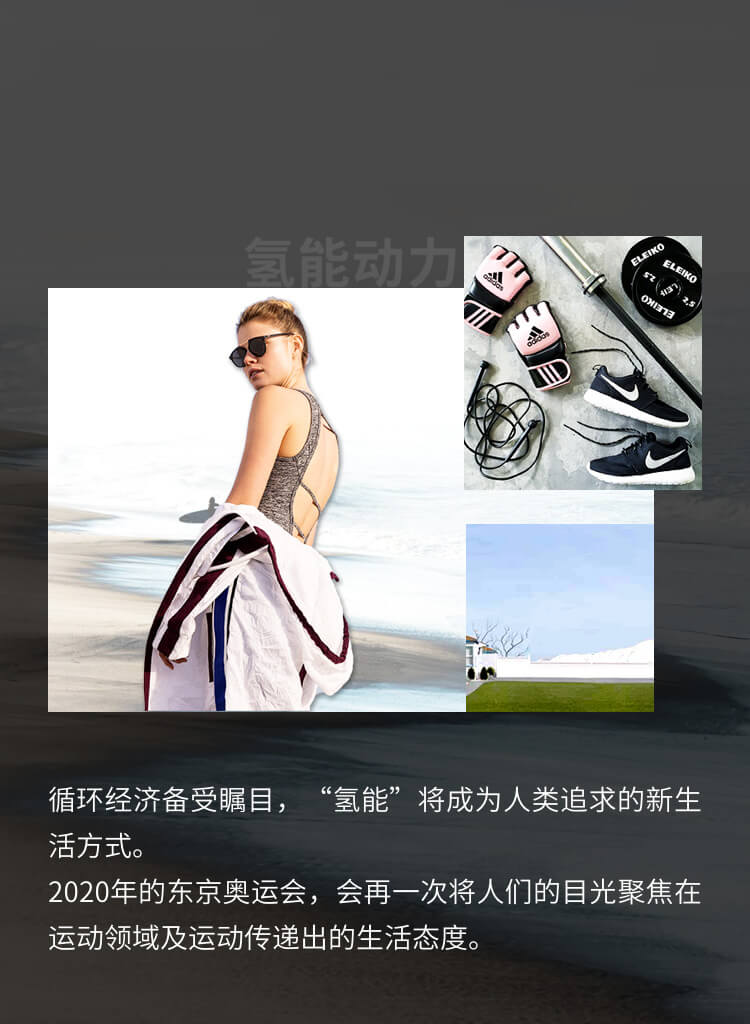 氢能动力
adidas
adidas
ELEIKO
ELEIKO
ELEIKO
2,5
2,5
循环经济备受瞩目，“氢能”将成为人类追求的新生
活方式。
2020年的东京奥运会，会再一次将人们的目光聚焦在
运动领域及运动传递出的生活态度。